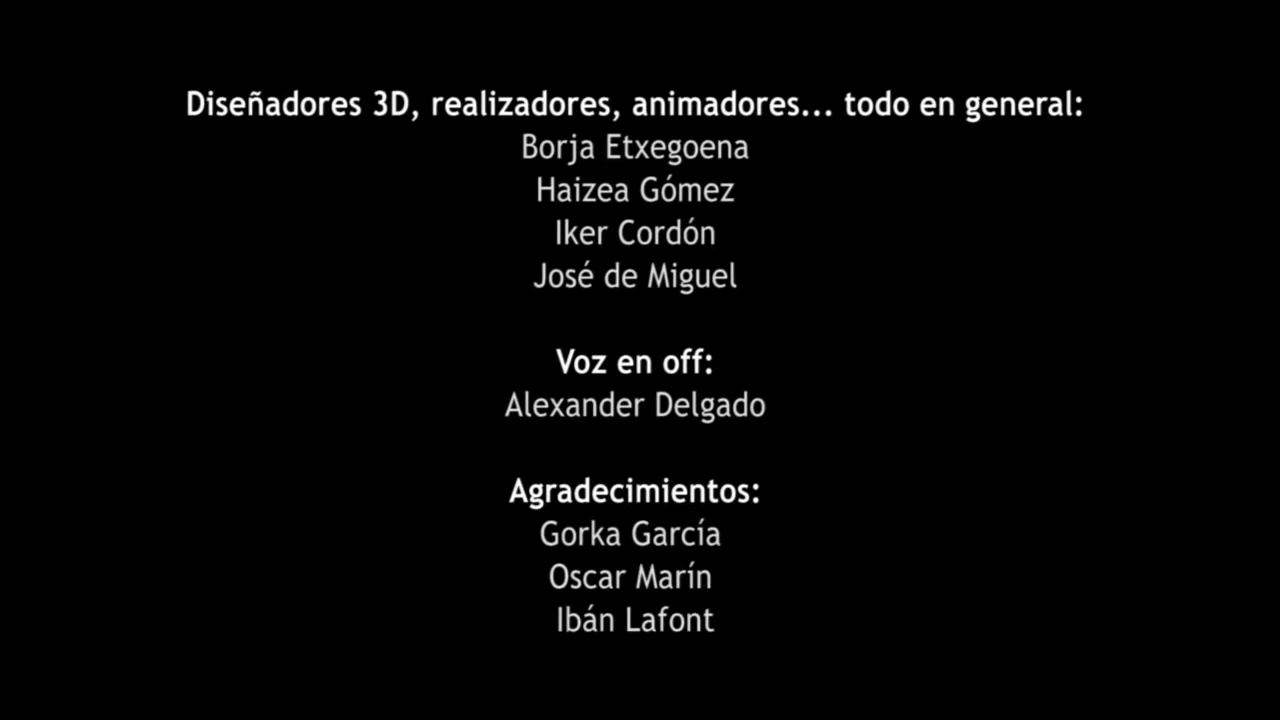 Diseñadores 3D, realizadores, animadores... todo en general:
Borja Etxegoena
Haizea Gómez
Iker Cordón
José de Miguel
Voz en off:
Alexander Delgado
Agradecimientos:
Gorka García
Oscar Marín
Ibán Lafont